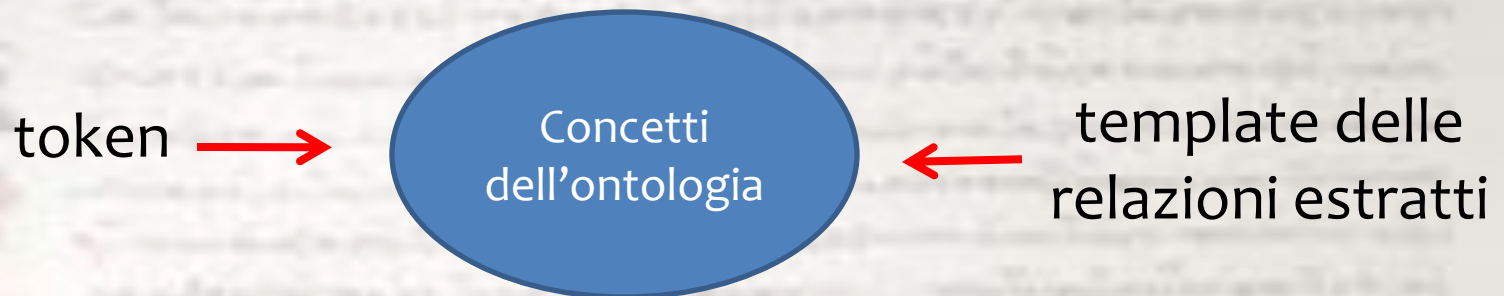 token
Concetti
dell’ontologia
template delle
relazioni estratti